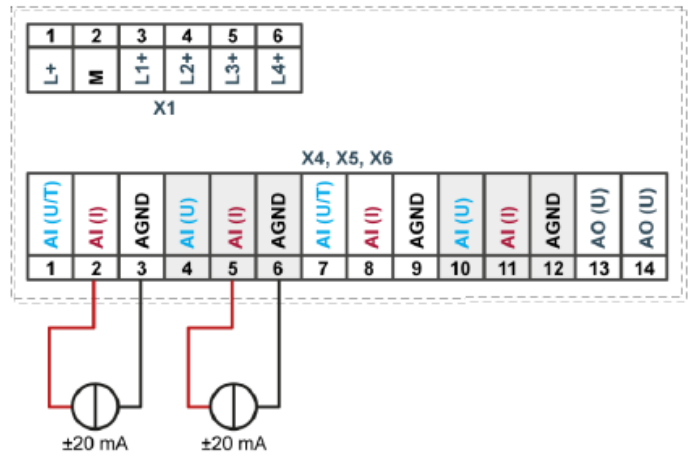 1 2 3 4 5 6
L+ M L1+ L2+ L3+ L4+
X1
X4, X5, X6
AI (U/T) AI (I) AGND AI (U) AI (I) AGND AI (U/T) AI (I) AGND AI (U) AI (I) AGND AO (U) AO (U)
1 2 3 4 5 6 7 8 9 10 11 12 13 14
±20 mA ±20 mA